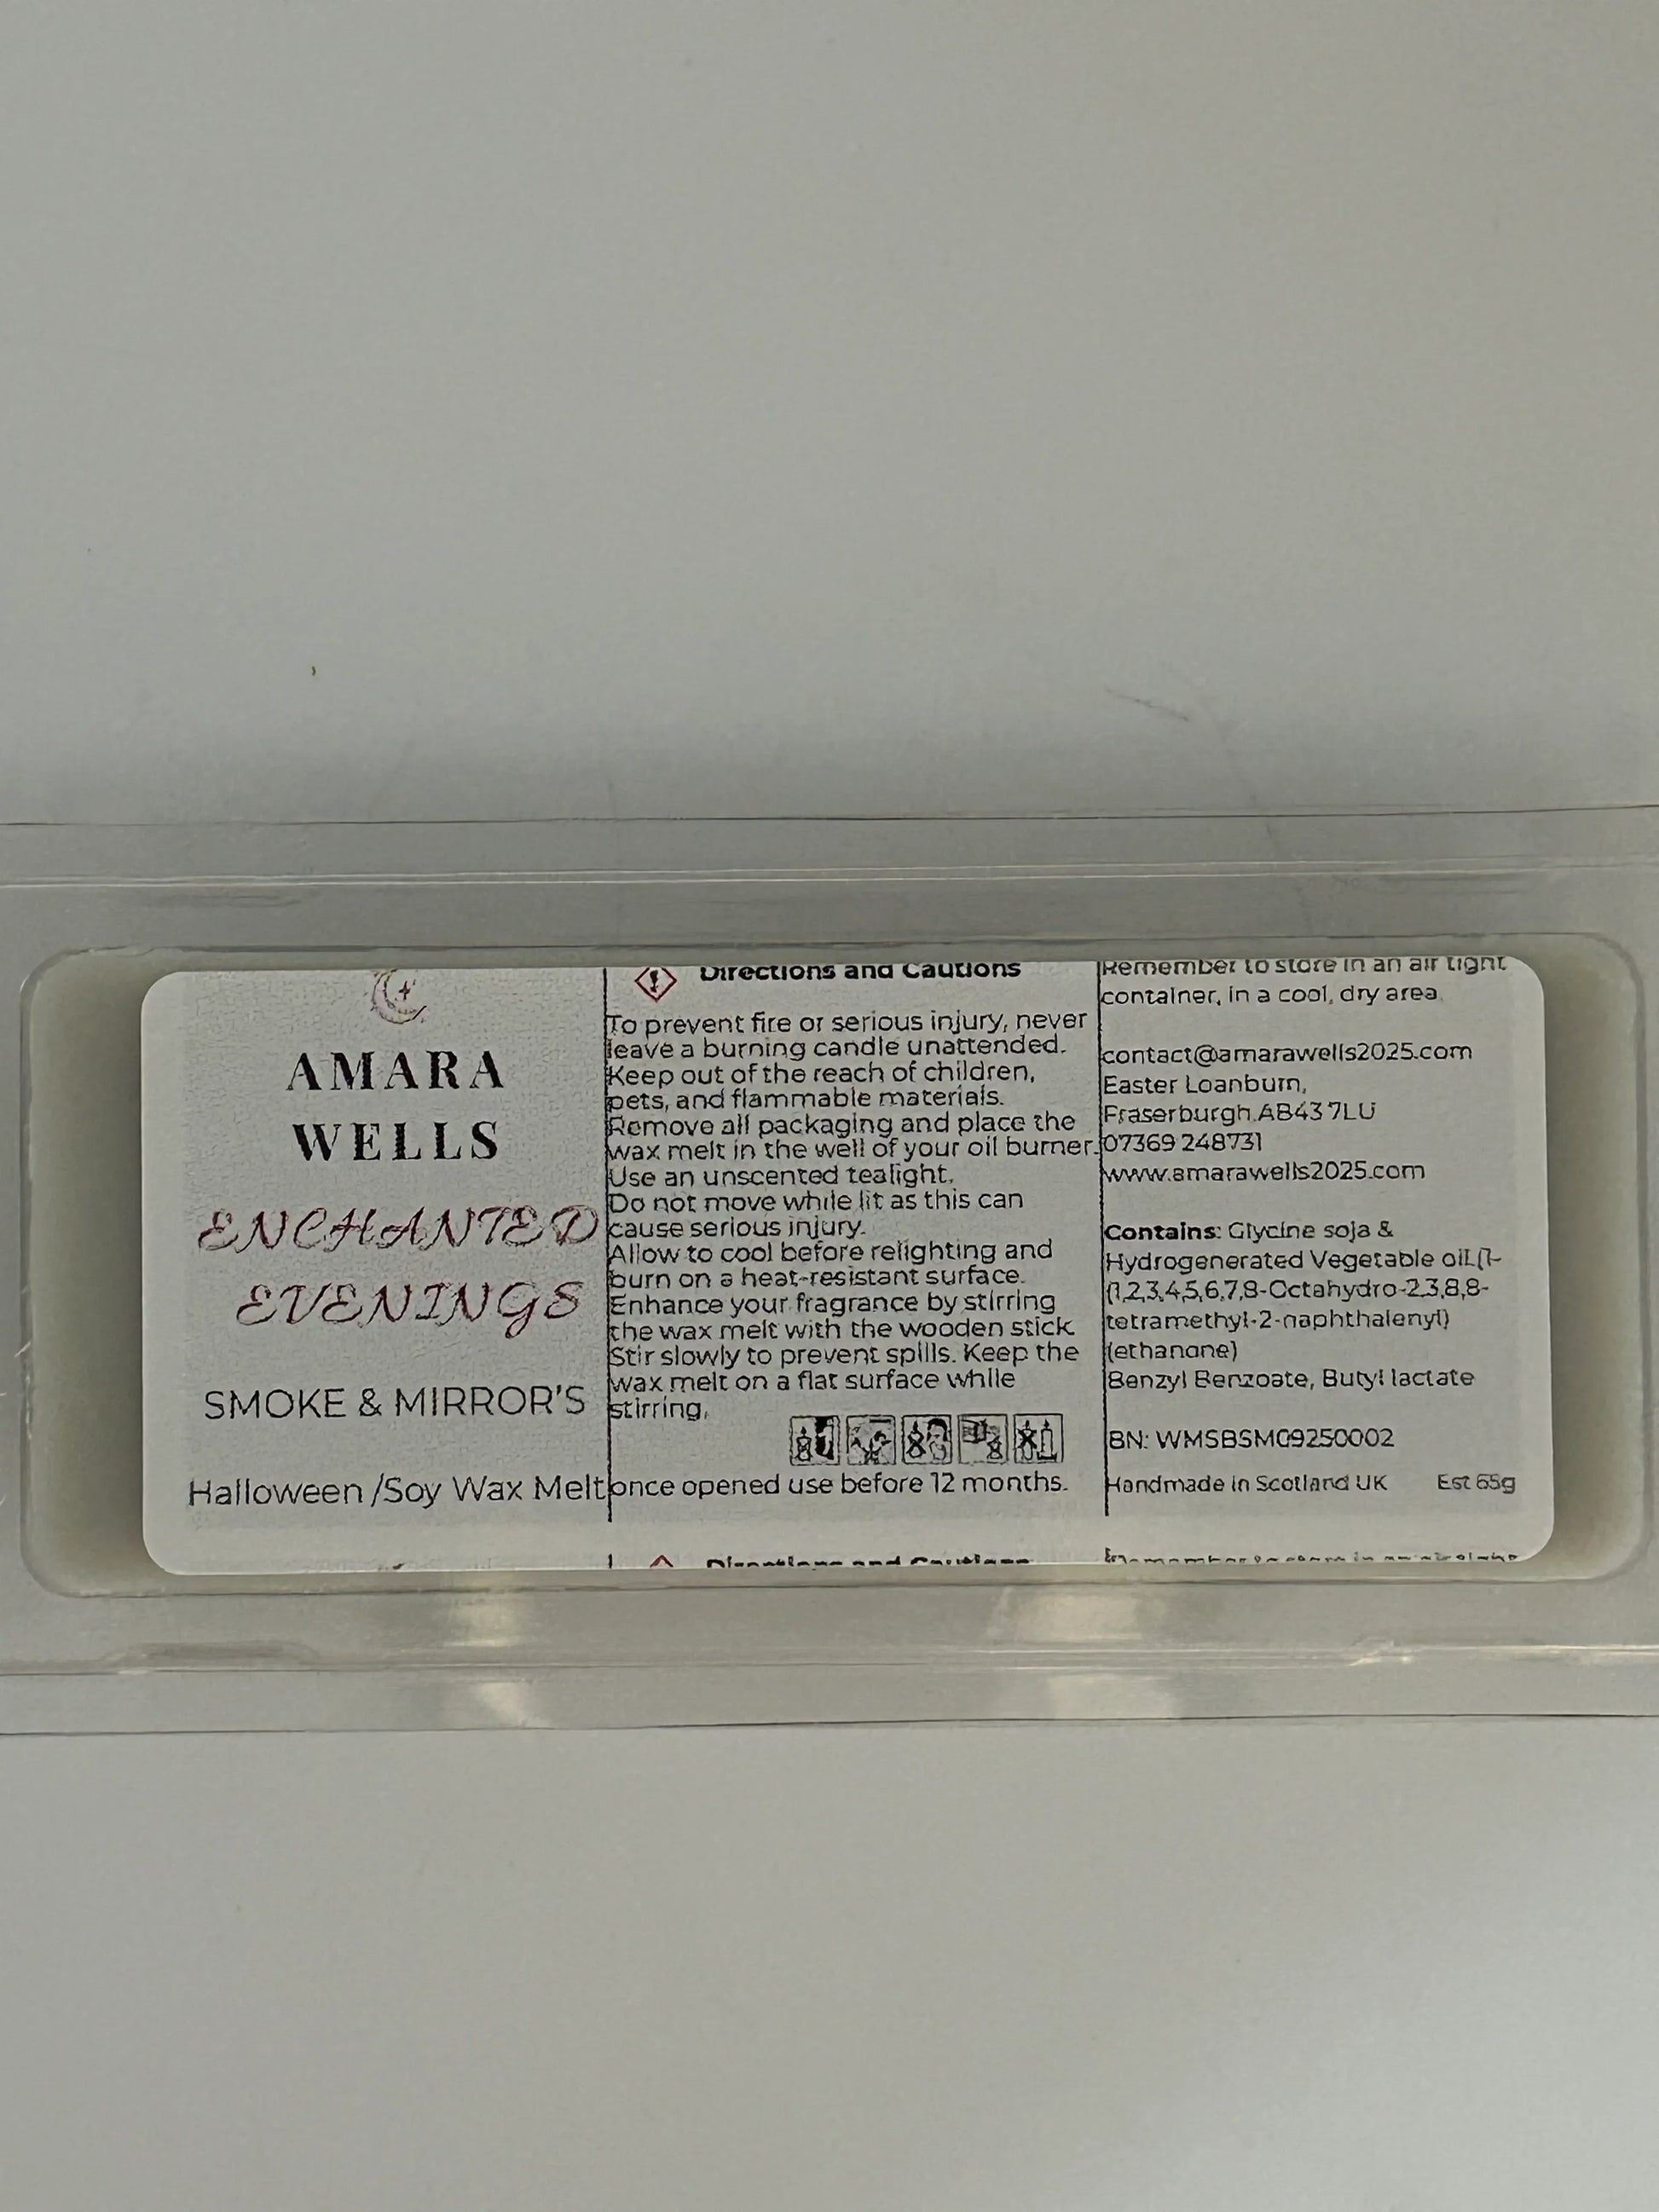 AMARA
WELLS
ENCHANTED
EVENINGS
SMOKE & MIRROR'S
Halloween /Soy Wax Melt
Directions and Cautions
To prevent fire or serious injury, never
leave a burning candle unattended.
Keep out of the reach of children,
pets, and flammable materials.
Remove all packaging and place the
wax melt in the well of your oil burner.
Use an unscented tealight.
Do not move while lit as this can
cause serious injury.
Allow to cool before relighting and
burn on a heat-resistant surface.
Enhance your fragrance by stirring
the wax melt with the wooden stick
Stir slowly to prevent spills. Keep the
wax melt on a flat surface while
stirring.
once opened use before 12 months.
Remember to store in an air tight
container, in a cool, dry area.
contact@amarawells2025.com
Easter Loanburn,
Fraserburgh.AB43 7LU
07369 248731
www.amarawells2025.com
Contains: Glycine soja &
Hydrogenated Vegetable oil.(1-
(1,2,3,4,5,6,7,8-Octahydro-2,3,8,8-
tetramethyl-2-naphthalenyl)
(ethanone)
Benzyl Benzoate, Butyl lactate
BN: WMSBSM09250002
Handmade in Scotland UK Est 65g
Directions and Cautions